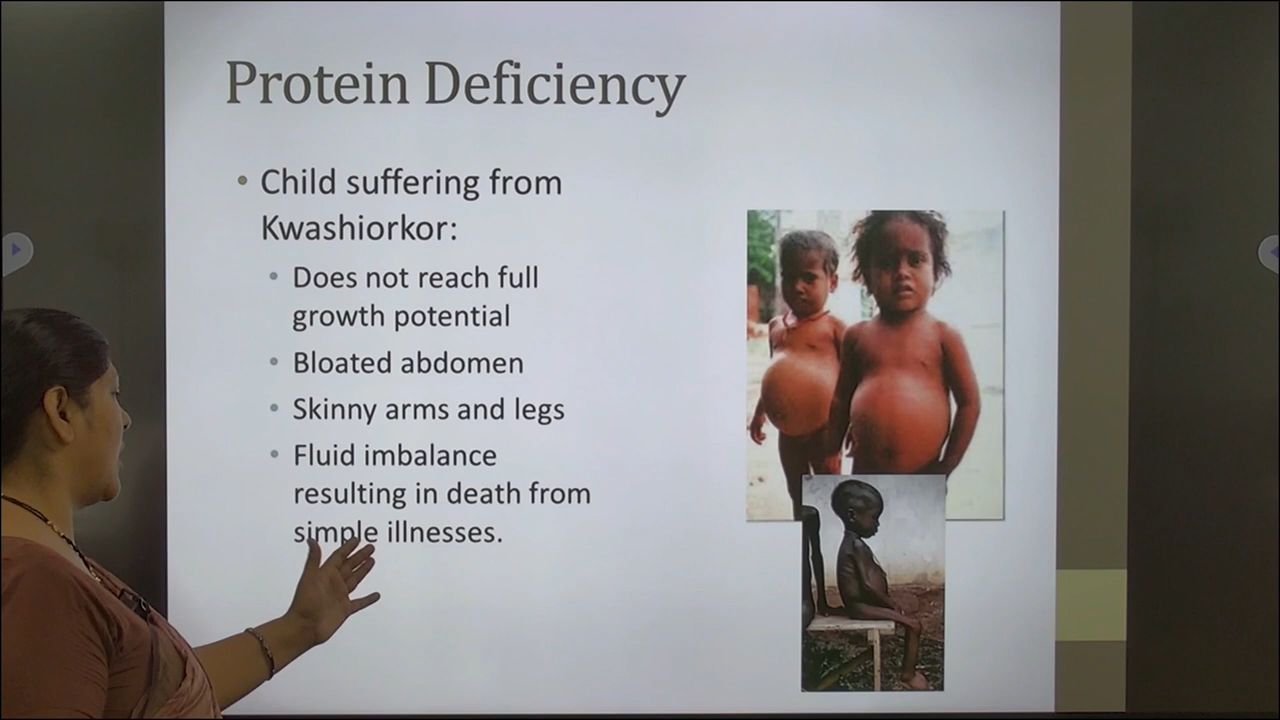 Protein Deficiency
• Child suffering from
Kwashiorkor:
• Does not reach full
growth potential
• Bloated abdomen
• Skinny arms and legs
• Fluid imbalance
resulting in death from
simple illnesses.